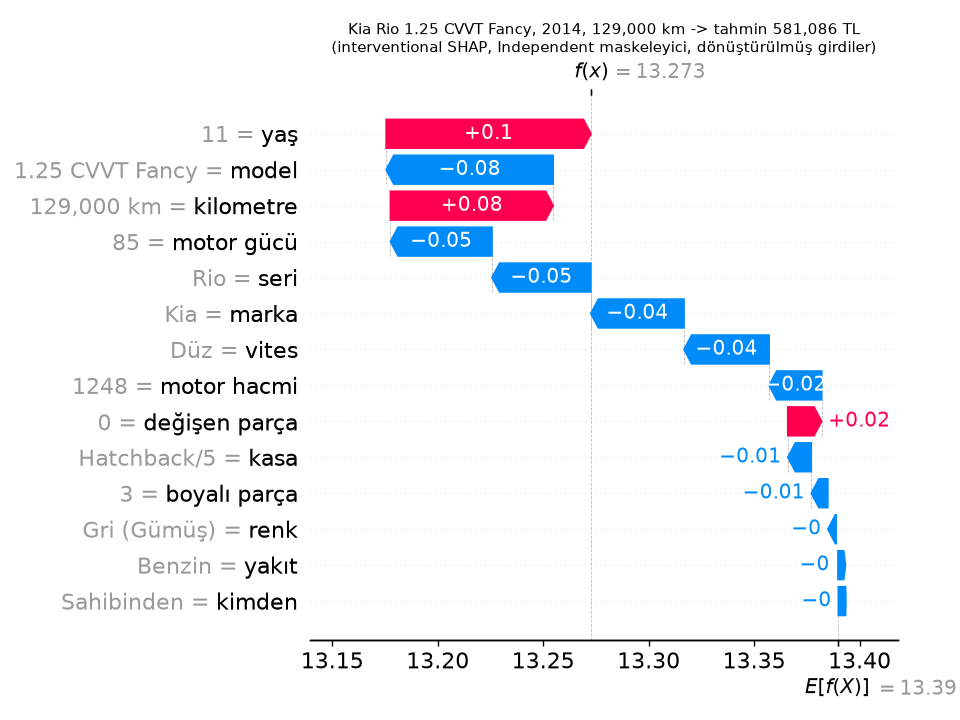 Kia Rio 1.25 CVVT Fancy, 2014, 129,000 km -> tahmin 581,086 TL
(interventional SHAP, Independent maskeleyici, dönüştürülmüş girdiler)
f(x) = 13.273
11 = yaş +0.1
1.25 CVVT Fancy = model −0.08
129,000 km = kilometre +0.08
85 = motor gücü −0.05
Rio = seri −0.05
Kia = marka −0.04
Düz = vites −0.04
1248 = motor hacmi −0.02
0 = değişen parça +0.02
Hatchback/5 = kasa −0.01
3 = boyalı parça −0.01
Gri (Gümüş) = renk −0
Benzin = yakıt −0
Sahibinden = kimden −0
13.15 13.20 13.25 13.30 13.35 13.40
E[f(X)] = 13.39